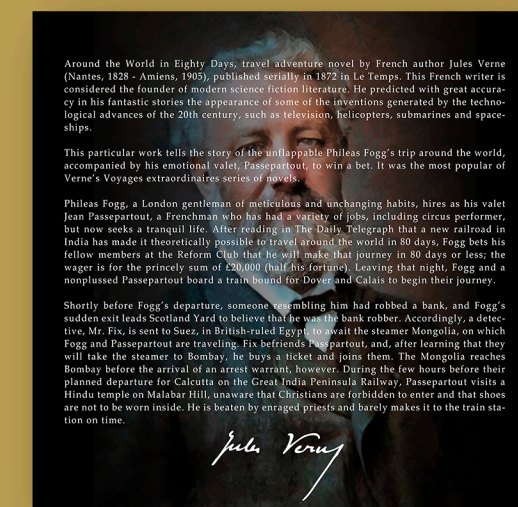 Around the World in Eighty Days, travel adventure novel by French author Jules Verne
(Nantes, 1828 - Amiens, 1905), published serially in 1872 in Le Temps. This French writer is
considered the founder of modern science fiction literature. He predicted with great accura-
cy in his fantastic stories the appearance of some of the inventions generated by the techno-
logical advances of the 20th century, such as television, helicopters, submarines and space-
ships.
This particular work tells the story of the unflappable Phileas Fogg's trip around the world,
accompanied by his emotional valet, Passepartout, to win a bet. It was the most popular of
Verne's Voyages extraordinaires series of novels.
Phileas Fogg, a London gentleman of meticulous and unchanging habits, hires as his valet
Jean Passepartout, a Frenchman who has had a variety of jobs, including circus performer,
but now seeks a tranquil life. After reading in The Daily Telegraph that a new railroad in
India has made it theoretically possible to travel around the world in 80 days, Fogg bets his
fellow members at the Reform Club that he will make that journey in 80 days or less; the
wager is for the princely sum of £20,000 (half his fortune). Leaving that night, Fogg and a
nonplussed Passepartout board a train bound for Dover and Calais to begin their journey.
Shortly before Fogg's departure, someone resembling him had robbed a bank, and Fogg's
sudden exit leads Scotland Yard to believe that he was the bank robber. Accordingly, a detec-
tive, Mr. Fix, is sent to Suez, in British-ruled Egypt, to await the steamer Mongolia, on which
Fogg and Passepartout are traveling. Fix befriends Passepartout, and, after learning that they
will take the steamer to Bombay, he buys a ticket and joins them. The Mongolia reaches
Bombay before the arrival of an arrest warrant, however. During the few hours before their
planned departure for Calcutta on the Great India Peninsula Railway, Passepartout visits a
Hindu temple on Malabar Hill, unaware that Christians are forbidden to enter and that shoes
are not to be worn inside. He is beaten by enraged priests and barely makes it to the train sta-
tion on time.
Jules Verne